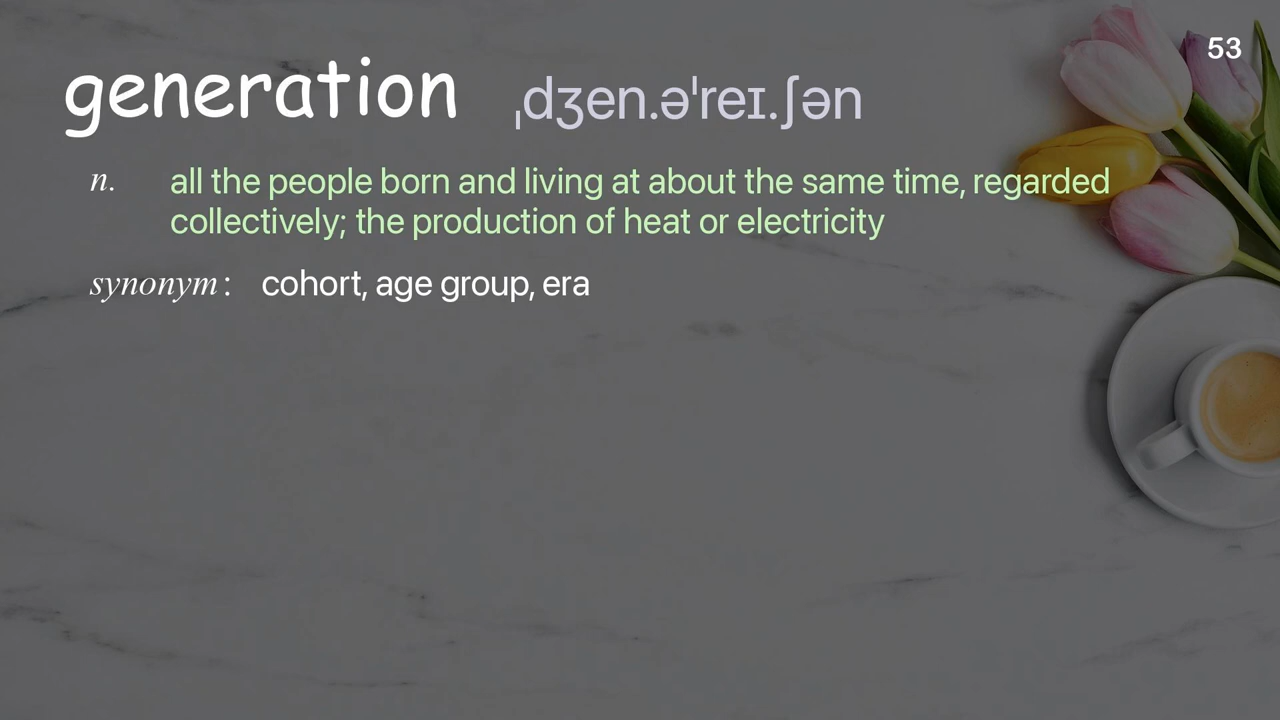 53
generation ˌdʒen.əˈreɪ.ʃən
n. all the people born and living at about the same time, regarded
collectively; the production of heat or electricity
synonym: cohort, age group, era